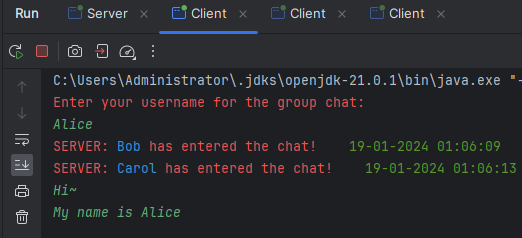 Run Server × Client × Client × Client ×
C:\Users\Administrator\.jdks\openjdk-21.0.1\bin\java.exe "-
Enter your username for the group chat:
Alice
SERVER: Bob has entered the chat! 19-01-2024 01:06:09
SERVER: Carol has entered the chat! 19-01-2024 01:06:13
Hi~
My name is Alice